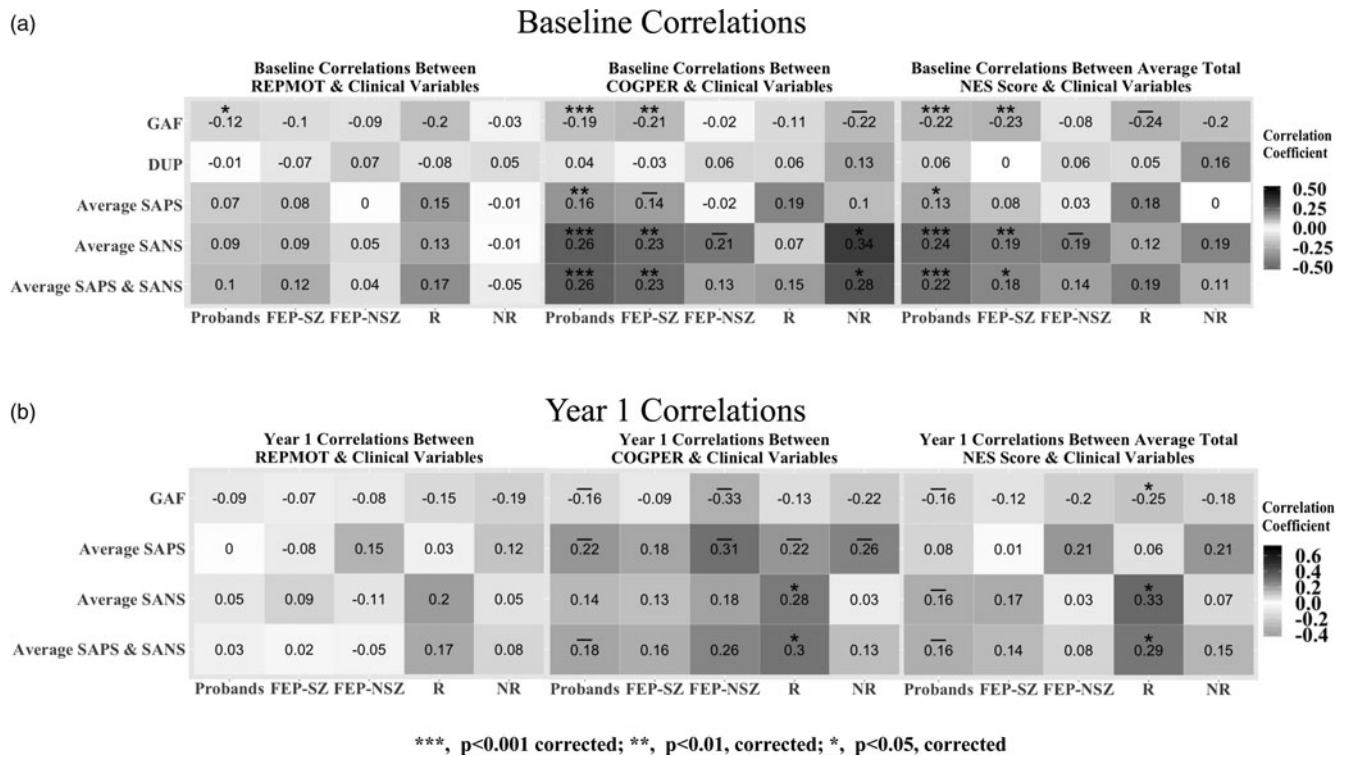 (a)
Baseline Correlations
Baseline Correlations Between
REPMOT & Clinical Variables
Baseline Correlations Between
COGPER & Clinical Variables
Baseline Correlations Between Average Total
NES Score & Clinical Variables
GAF
* *** ** — *** ** —
-0.12 -0.1 -0.09 -0.2 -0.03 -0.19 -0.21 -0.02 -0.11 -0.22 -0.22 -0.23 -0.08 -0.24 -0.2
DUP
-0.01 -0.07 0.07 -0.08 0.05 0.04 -0.03 0.06 0.06 0.13 0.06 0 0.06 0.05 0.16
Average SAPS
** — *
0.07 0.08 0 0.15 -0.01 0.16 0.14 -0.02 0.19 0.1 0.13 0.08 0.03 0.18 0
Average SANS
*** ** — * *** ** —
0.09 0.09 0.05 0.13 -0.01 0.26 0.23 0.21 0.07 0.34 0.24 0.19 0.19 0.12 0.19
Average SAPS & SANS
*** ** * *** *
0.1 0.12 0.04 0.17 -0.05 0.26 0.23 0.13 0.15 0.28 0.22 0.18 0.14 0.19 0.11
Probands FEP-SZ FEP-NSZ R NR Probands FEP-SZ FEP-NSZ R NR Probands FEP-SZ FEP-NSZ R NR
Correlation
Coefficient
0.50
0.25
0.00
-0.25
-0.50
(b)
Year 1 Correlations
Year 1 Correlations Between
REPMOT & Clinical Variables
Year 1 Correlations Between
COGPER & Clinical Variables
Year 1 Correlations Between Average Total
NES Score & Clinical Variables
GAF
— — — *
-0.09 -0.07 -0.08 -0.15 -0.19 -0.16 -0.09 -0.33 -0.13 -0.22 -0.16 -0.12 -0.2 -0.25 -0.18
Average SAPS
— — — —
0 -0.08 0.15 0.03 0.12 0.22 0.18 0.31 0.22 0.26 0.08 0.01 0.21 0.06 0.21
Average SANS
* — *
0.05 0.09 -0.11 0.2 0.05 0.14 0.13 0.18 0.28 0.03 0.16 0.17 0.03 0.33 0.07
Average SAPS & SANS
— * — *
0.03 0.02 -0.05 0.17 0.08 0.18 0.16 0.26 0.3 0.13 0.16 0.14 0.08 0.29 0.15
Probands FEP-SZ FEP-NSZ R NR Probands FEP-SZ FEP-NSZ R NR Probands FEP-SZ FEP-NSZ R NR
Correlation
Coefficient
0.6
0.4
0.2
0.0
-0.2
-0.4
***, p<0.001 corrected; **, p<0.01, corrected; *, p<0.05, corrected